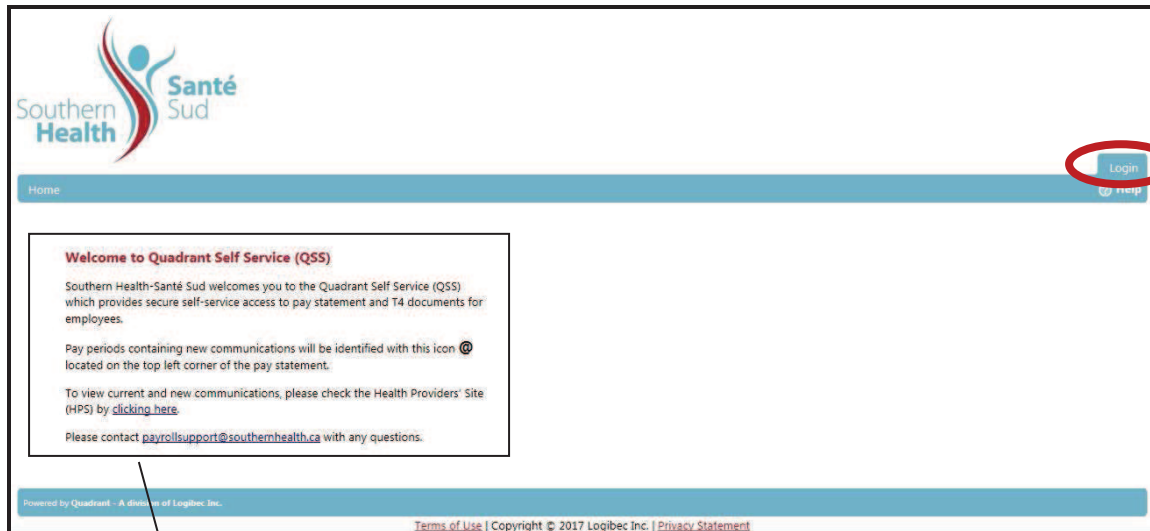 Southern Santé
Health Sud
Login
Home
Help
Welcome to Quadrant Self Service (QSS)
Southern Health-Santé Sud welcomes you to the Quadrant Self Service (QSS)
which provides secure self-service access to pay statement and T4 documents for
employees.
Pay periods containing new communications will be identified with this icon @
located on the top left corner of the pay statement.
To view current and new communications, please check the Health Providers' Site
(HPS) by clicking here.
Please contact payrollsupport@southernhealth.ca with any questions.
Powered by Quadrant - A division of Logibec Inc.
Terms of Use | Copyright © 2017 Logibec Inc. | Privacy Statement